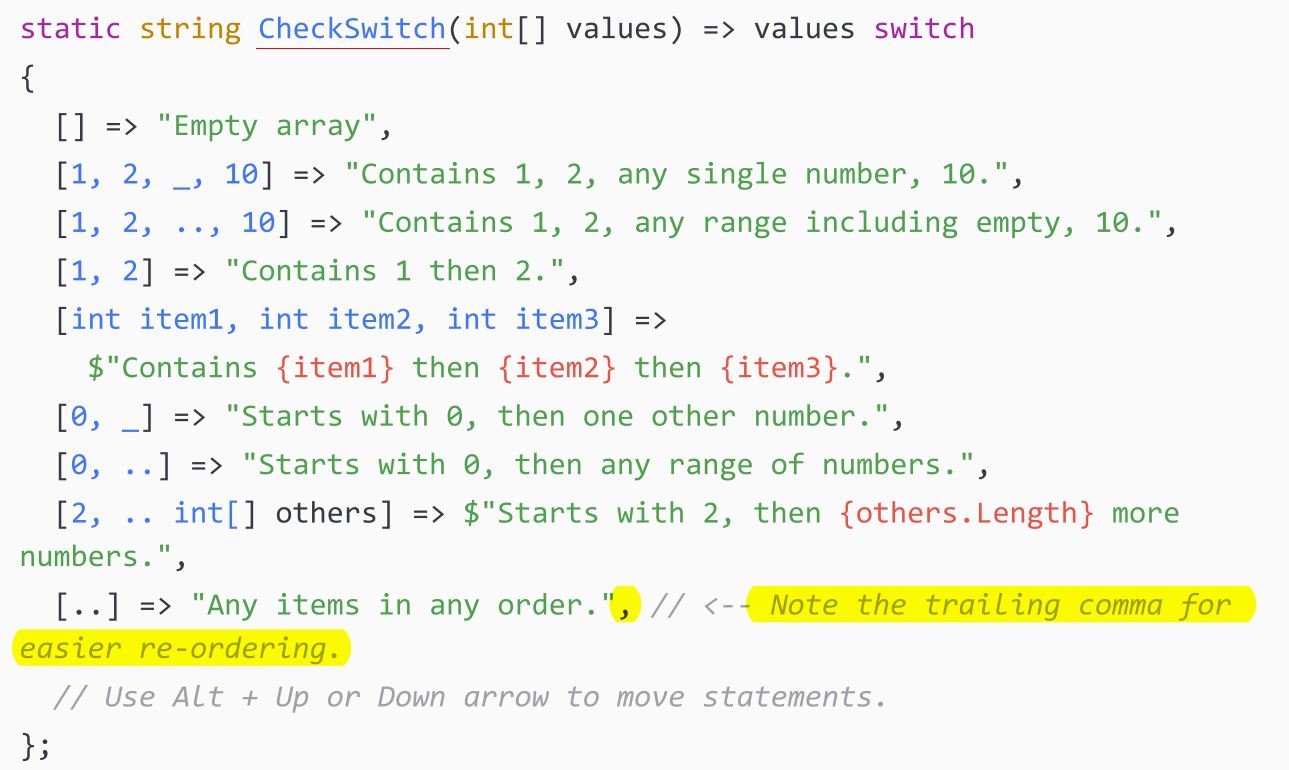 static string CheckSwitch(int[] values) => values switch
{
[] => "Empty array",
[1, 2, _, 10] => "Contains 1, 2, any single number, 10.",
[1, 2, .., 10] => "Contains 1, 2, any range including empty, 10.",
[1, 2] => "Contains 1 then 2.",
[int item1, int item2, int item3] =>
$"Contains {item1} then {item2} then {item3}.",
[0, _] => "Starts with 0, then one other number.",
[0, ..] => "Starts with 0, then any range of numbers.",
[2, .. int[] others] => $"Starts with 2, then {others.Length} more
numbers.",
[..] => "Any items in any order.", // <-- Note the trailing comma for
easier re-ordering.
// Use Alt + Up or Down arrow to move statements.
};